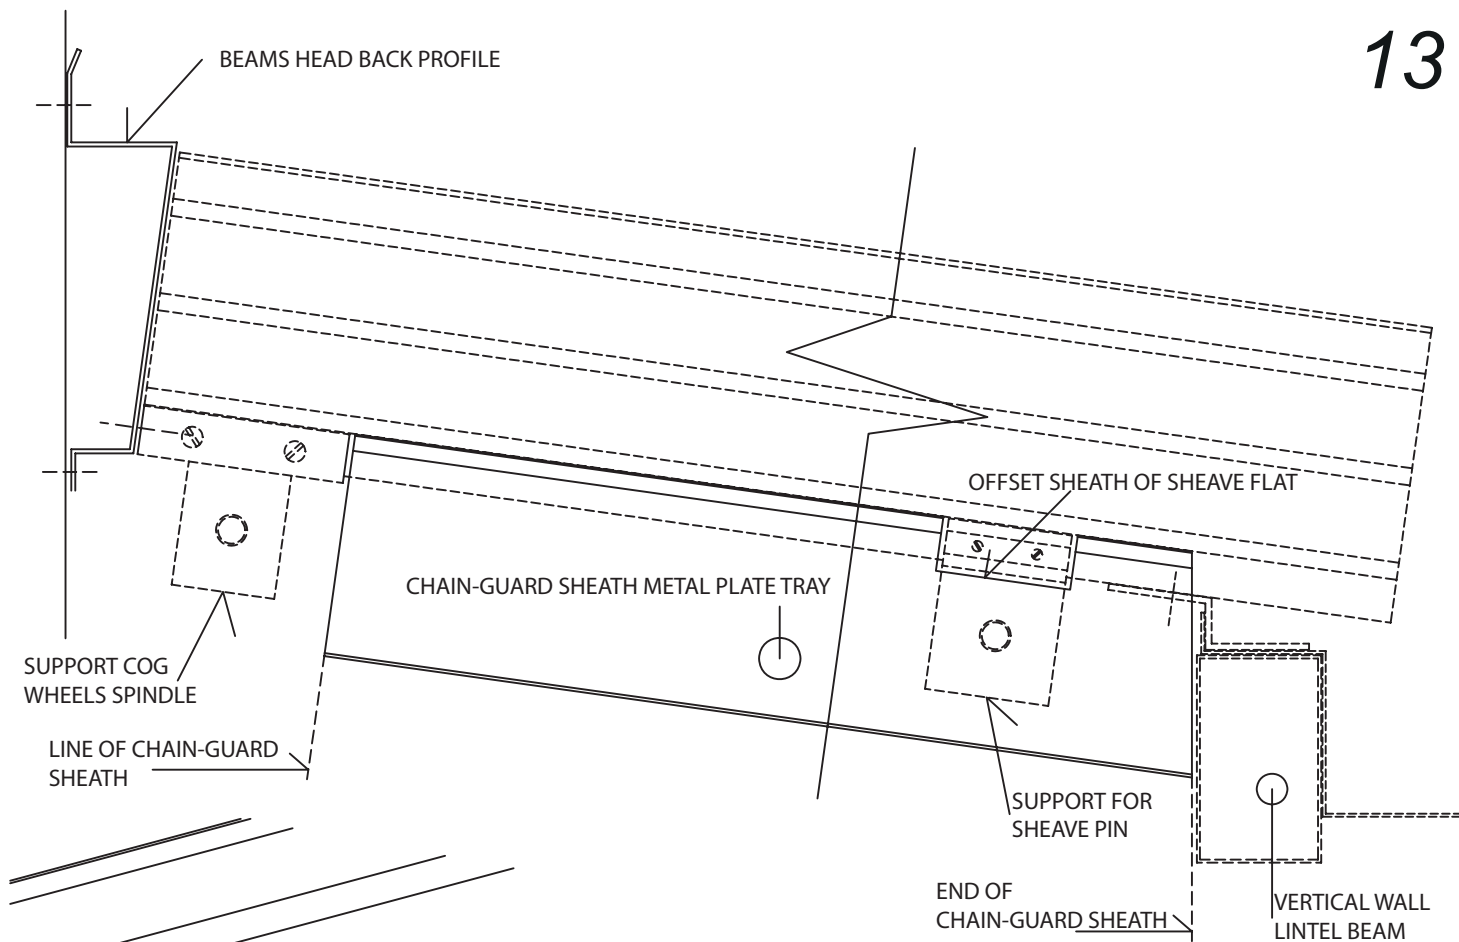 13
BEAMS HEAD BACK PROFILE
OFFSET SHEATH OF SHEAVE FLAT
CHAIN-GUARD SHEATH METAL PLATE TRAY
SUPPORT COG
WHEELS SPINDLE
LINE OF CHAIN-GUARD
SHEATH
SUPPORT FOR
SHEAVE PIN
END OF
CHAIN-GUARD SHEATH
VERTICAL WALL
LINTEL BEAM